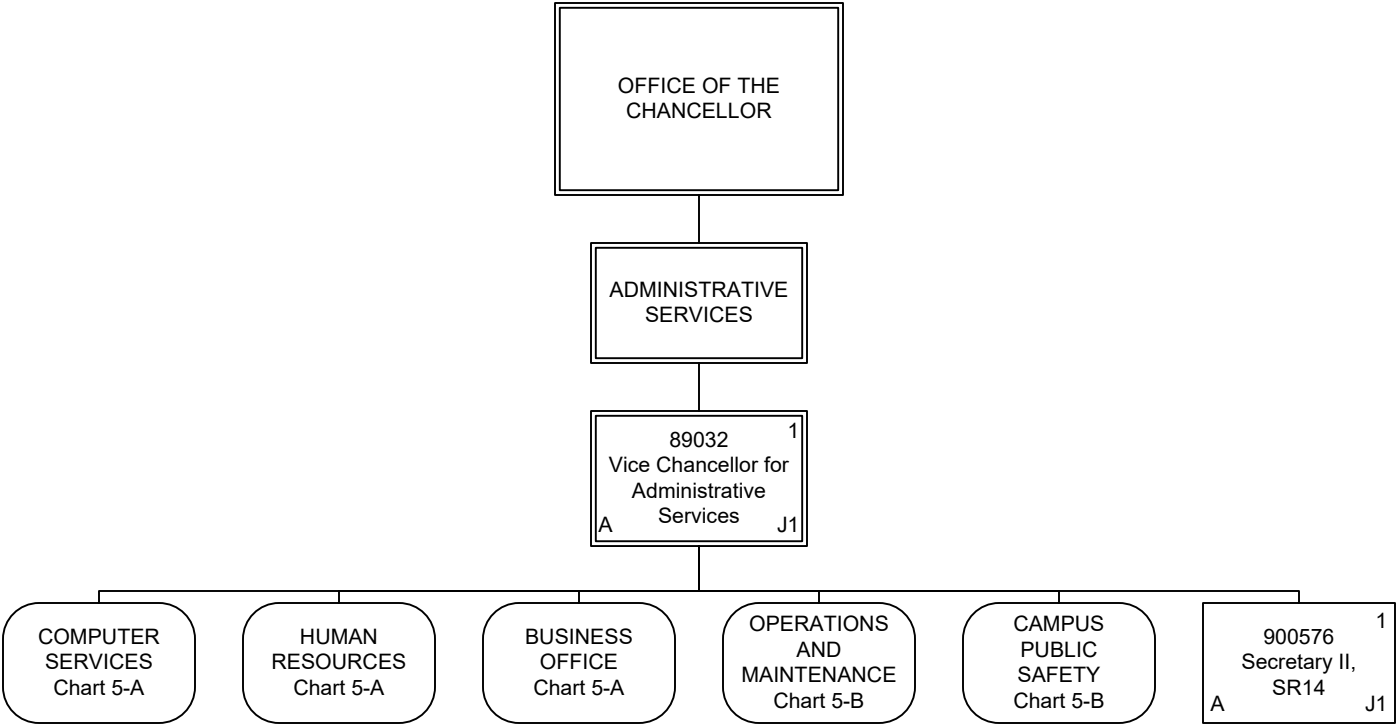 OFFICE OF THE
CHANCELLOR
ADMINISTRATIVE
SERVICES
1
89032
Vice Chancellor for
Administrative
Services
A
J1
COMPUTER
SERVICES
Chart 5-A
HUMAN
RESOURCES
Chart 5-A
BUSINESS
OFFICE
Chart 5-A
OPERATIONS
AND
MAINTENANCE
Chart 5-B
CAMPUS
PUBLIC
SAFETY
Chart 5-B
1
900576
Secretary II,
SR14
A
J1